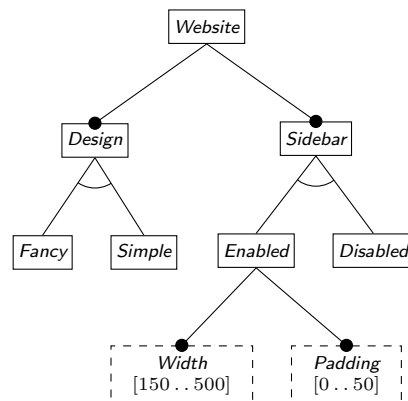 Website
Design
Sidebar
Fancy
Simple
Enabled
Disabled
Width
[150 . . 500]
Padding
[0 . . 50]